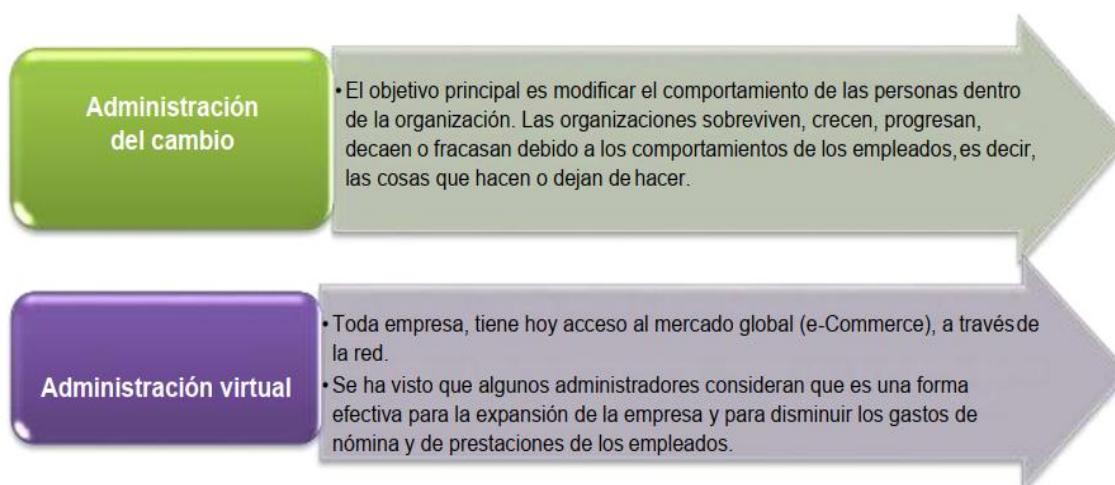 Administración
del cambio
• El objetivo principal es modificar el comportamiento de las personas dentro
de la organización. Las organizaciones sobreviven, crecen, progresan,
decaen o fracasan debido a los comportamientos de los empleados, es decir,
las cosas que hacen o dejan de hacer.
Administración virtual
• Toda empresa, tiene hoy acceso al mercado global (e-Commerce), a través de
la red.
• Se ha visto que algunos administradores consideran que es una forma
efectiva para la expansión de la empresa y para disminuir los gastos de
nómina y de prestaciones de los empleados.